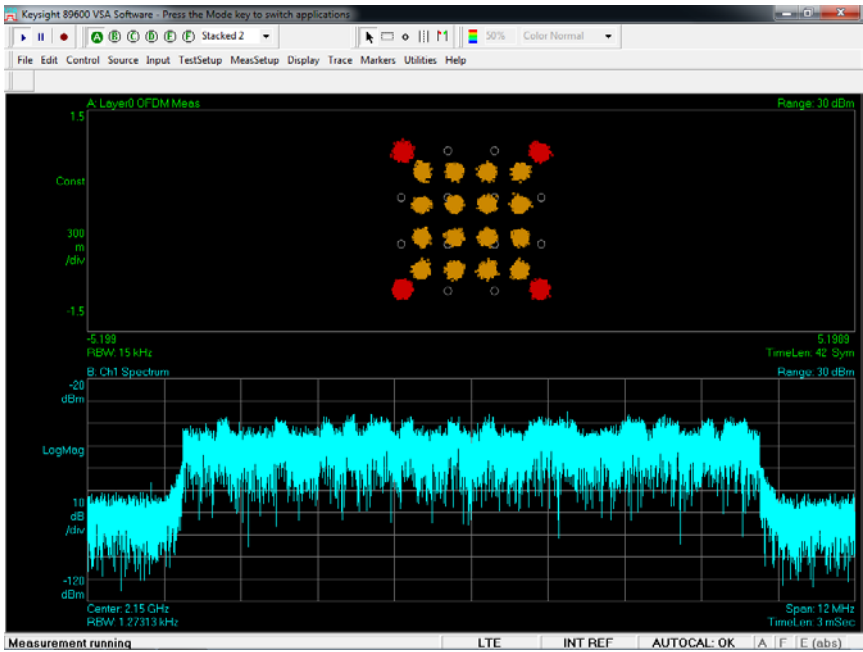 Keysight 89600 VSA Software - Press the Mode key to switch applications
A B C D E F Stacked 2 50% Color Normal
File Edit Control Source Input TestSetup MeasSetup Display Trace Markers Utilities Help
A: Layer0 OFDM Meas Range: 30 dBm
1.5
Const
300
m
/div
-1.5
-5.199 5.1989
RBW: 15 kHz TimeLen: 42 Sym
B: Ch1 Spectrum Range: 30 dBm
-20
dBm
LogMag
10
dB
/div
-120
dBm
Center: 2.15 GHz Span: 12 MHz
RBW: 1.27313 kHz TimeLen: 3 mSec
Measurement running LTE INT REF AUTOCAL: OK A F E (abs)